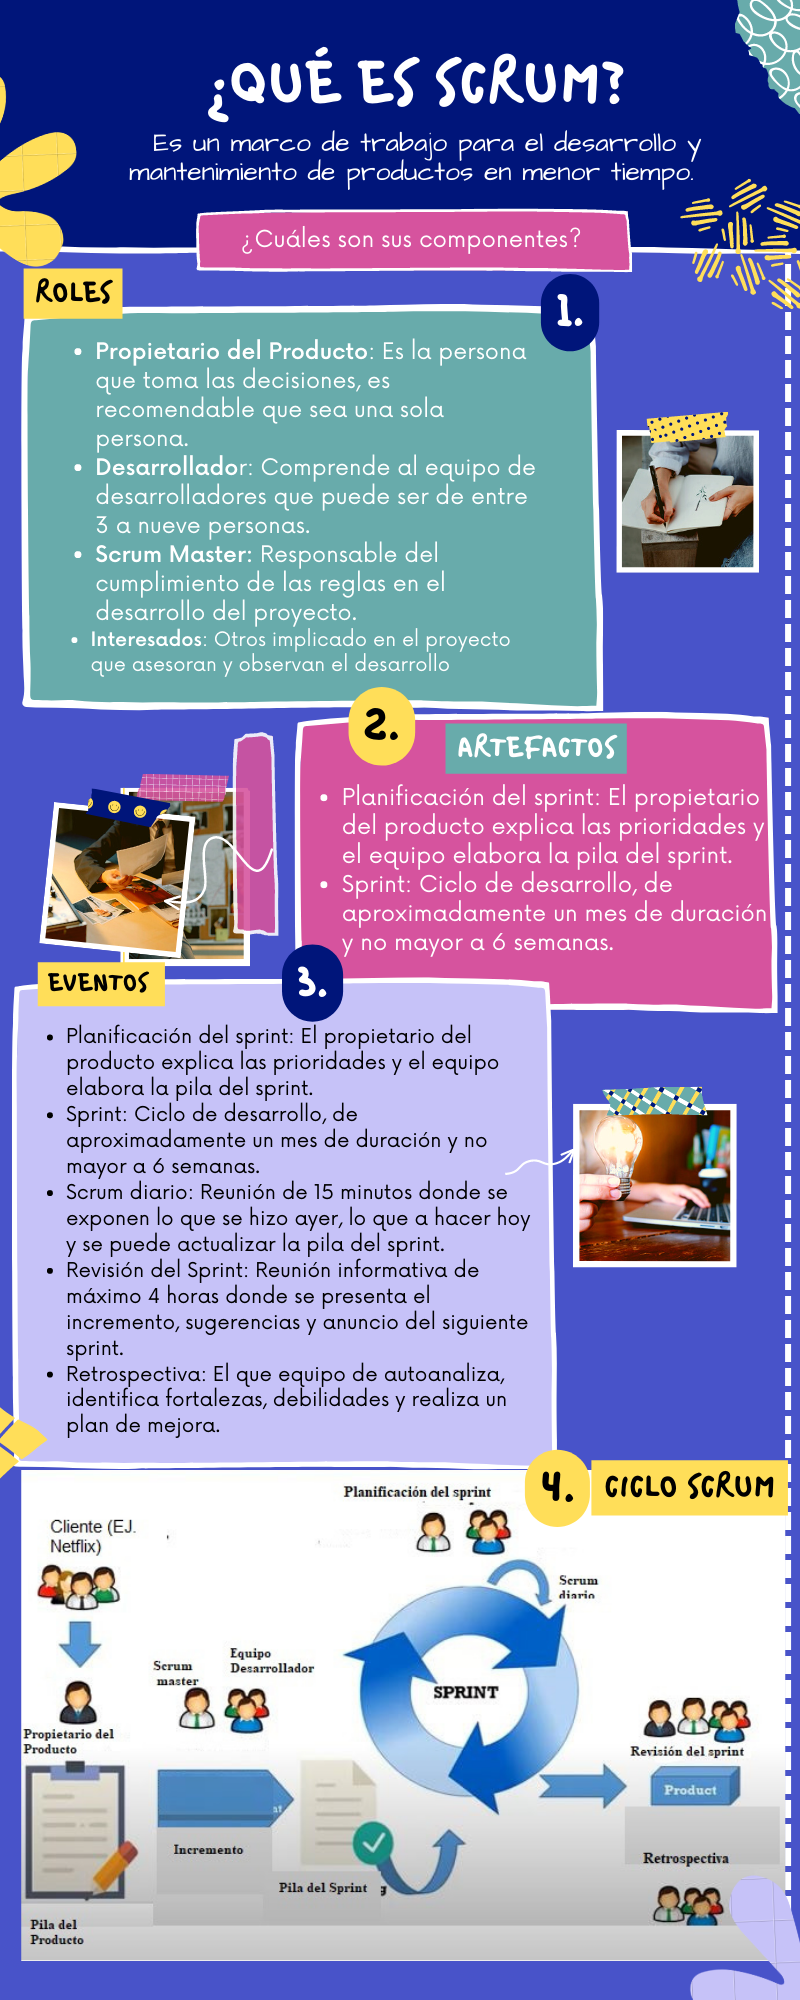 ¿QUÉ ES SCRUM?
Es un marco de trabajo para el desarrollo y
mantenimiento de productos en menor tiempo.
¿Cuáles son sus componentes?
ROLES
1.
• Propietario del Producto: Es la persona
que toma las decisiones, es
recomendable que sea una sola
persona.
• Desarrollador: Comprende al equipo de
desarrolladores que puede ser de entre
3 a nueve personas.
• Scrum Master: Responsable del
cumplimiento de las reglas en el
desarrollo del proyecto.
• Interesados: Otros implicado en el proyecto
que asesoran y observan el desarrollo
2.
ARTEFACTOS
• Planificación del sprint: El propietario
del producto explica las prioridades y
el equipo elabora la pila del sprint.
• Sprint: Ciclo de desarrollo, de
aproximadamente un mes de duración
y no mayor a 6 semanas.
EVENTOS
3.
• Planificación del sprint: El propietario del
producto explica las prioridades y el equipo
elabora la pila del sprint.
• Sprint: Ciclo de desarrollo, de
aproximadamente un mes de duración y no
mayor a 6 semanas.
• Scrum diario: Reunión de 15 minutos donde se
exponen lo que se hizo ayer, lo que a hacer hoy
y se puede actualizar la pila del sprint.
• Revisión del Sprint: Reunión informativa de
máximo 4 horas donde se presenta el
incremento, sugerencias y anuncio del siguiente
sprint.
• Retrospectiva: El que equipo de autoanaliza,
identifica fortalezas, debilidades y realiza un
plan de mejora.
4.
CICLO SCRUM
Planificación del sprint
Cliente (EJ.
Netflix)
Scrum
diario
Equipo
Desarrollador
Scrum
master
SPRINT
Propietario del
Producto
Revisión del sprint
Product
Incremento
Retrospectiva
Pila del Sprint
Pila del
Producto